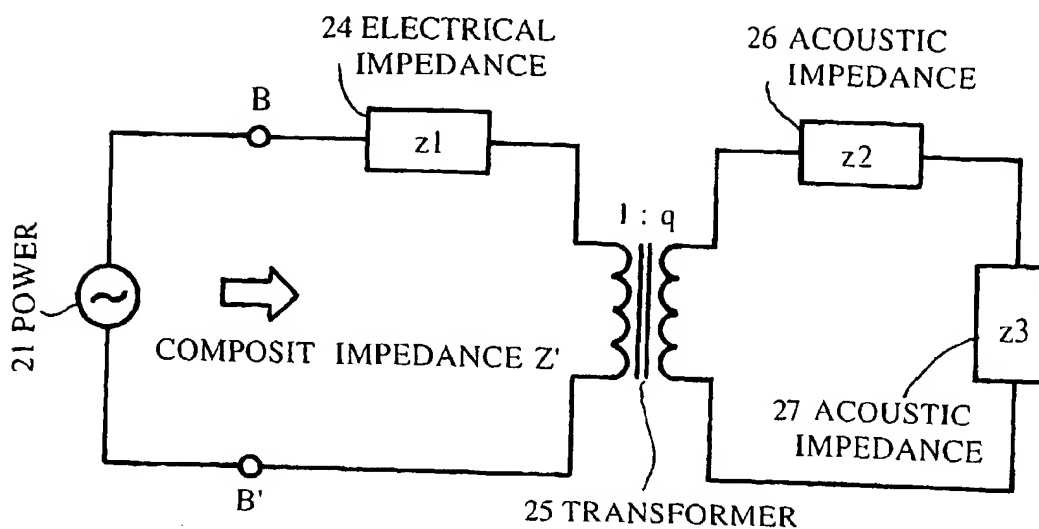 24 ELECTRICAL
IMPEDANCE
26 ACOUSTIC
IMPEDANCE
B
z1
z2
1 : q
21 POWER
z3
COMPOSIT IMPEDANCE Z'
27 ACOUSTIC
IMPEDANCE
B'
25 TRANSFORMER